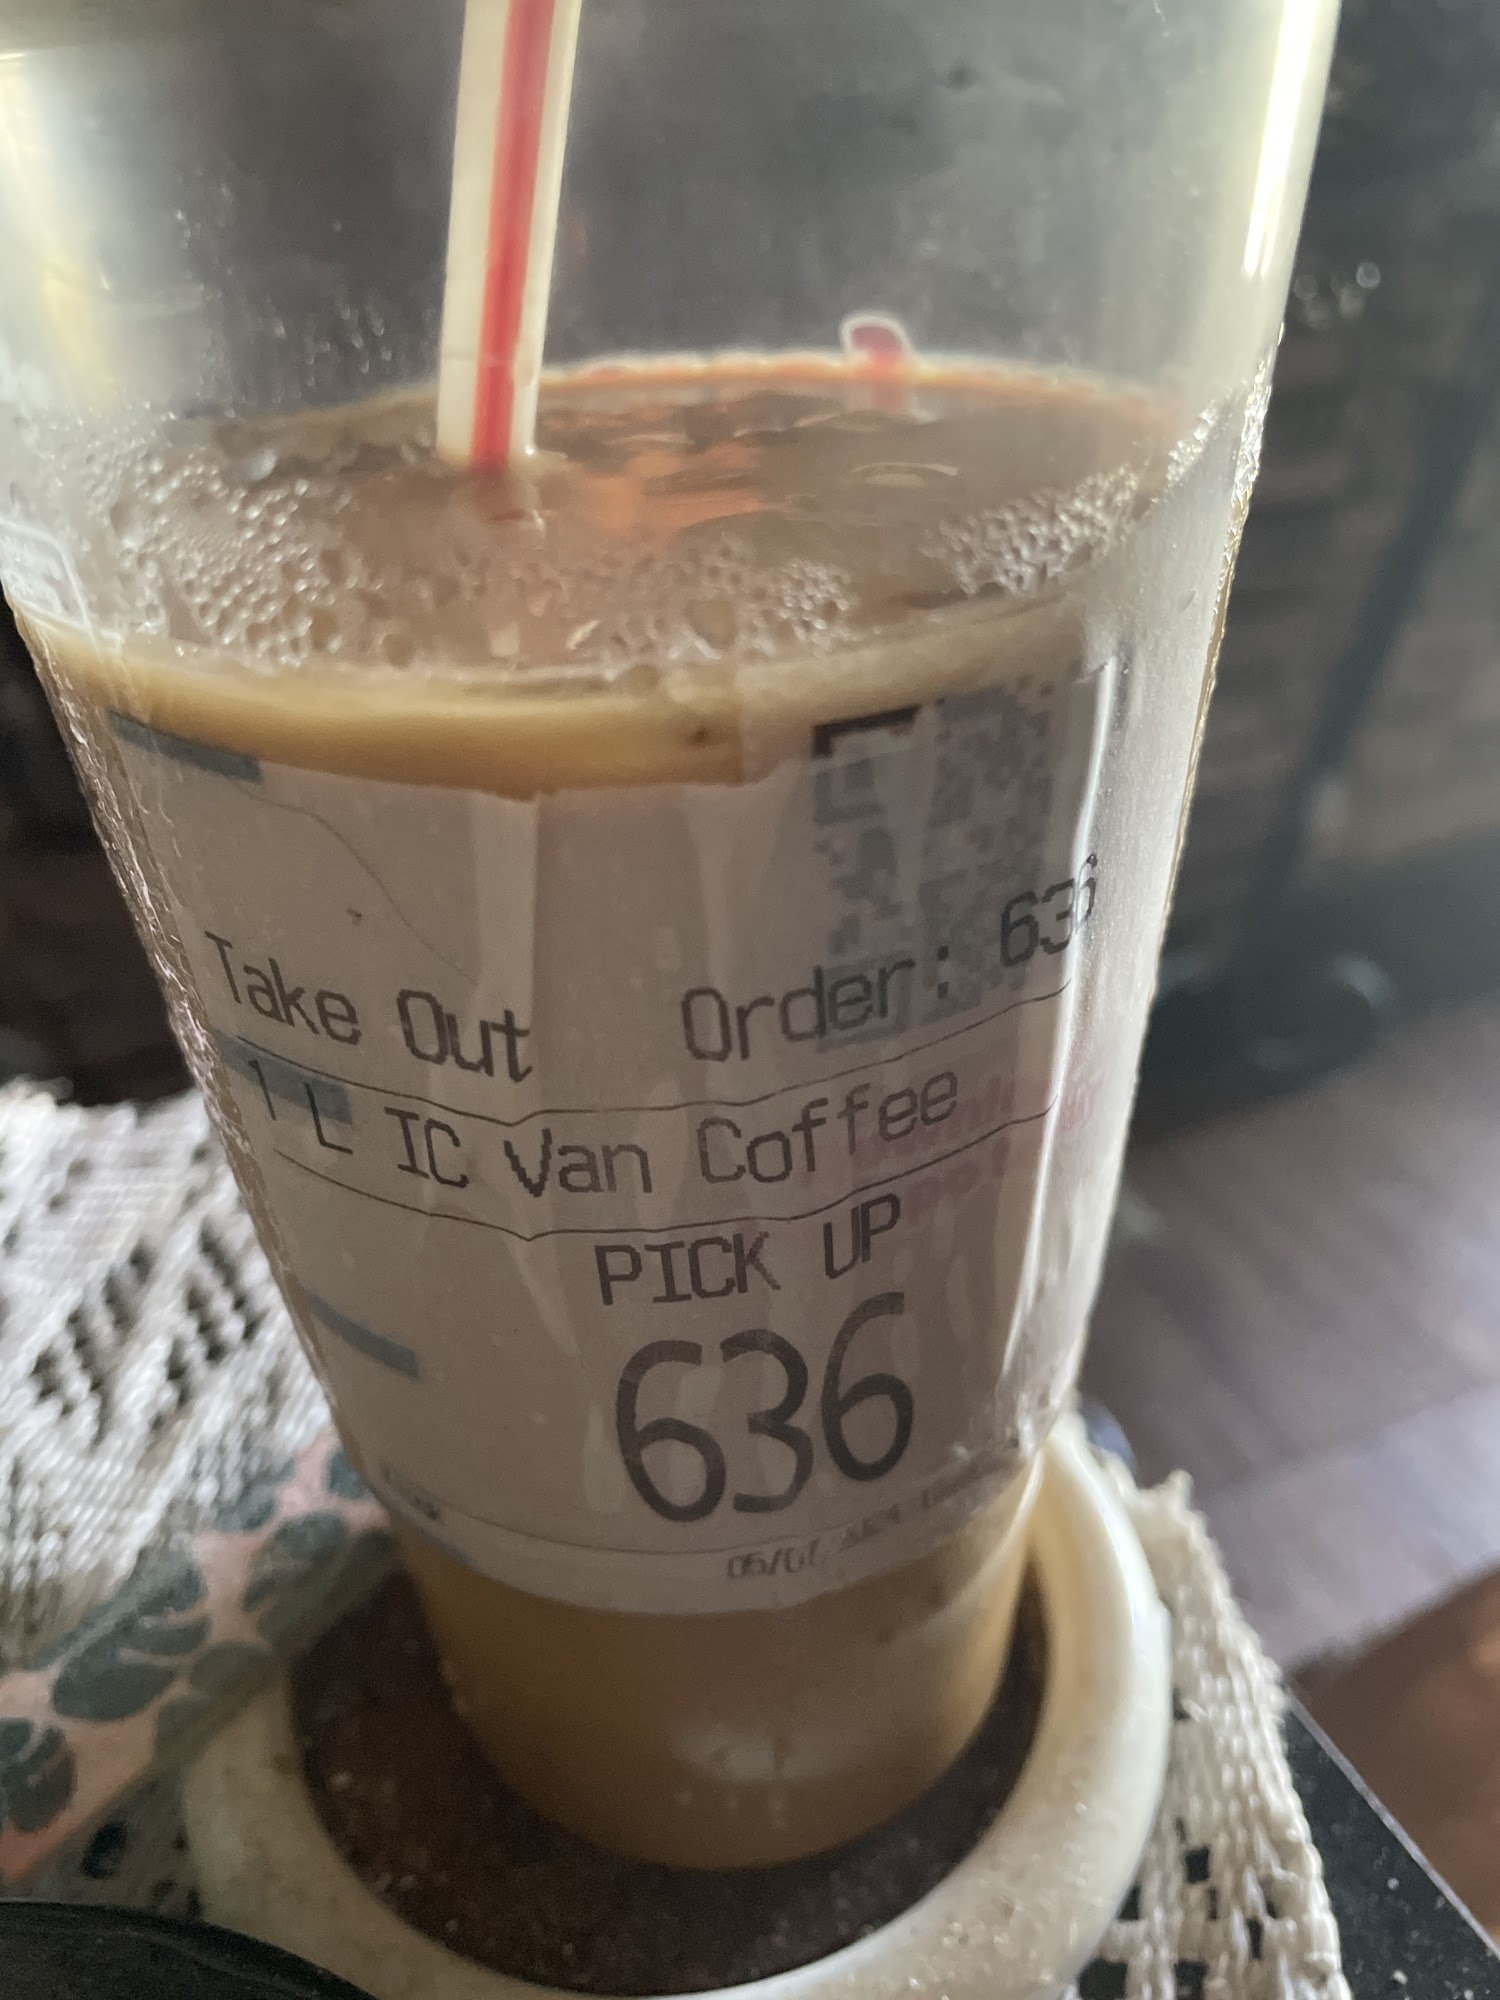 Take Out Order: 636
1 L IC Van Coffee
PICK UP
636